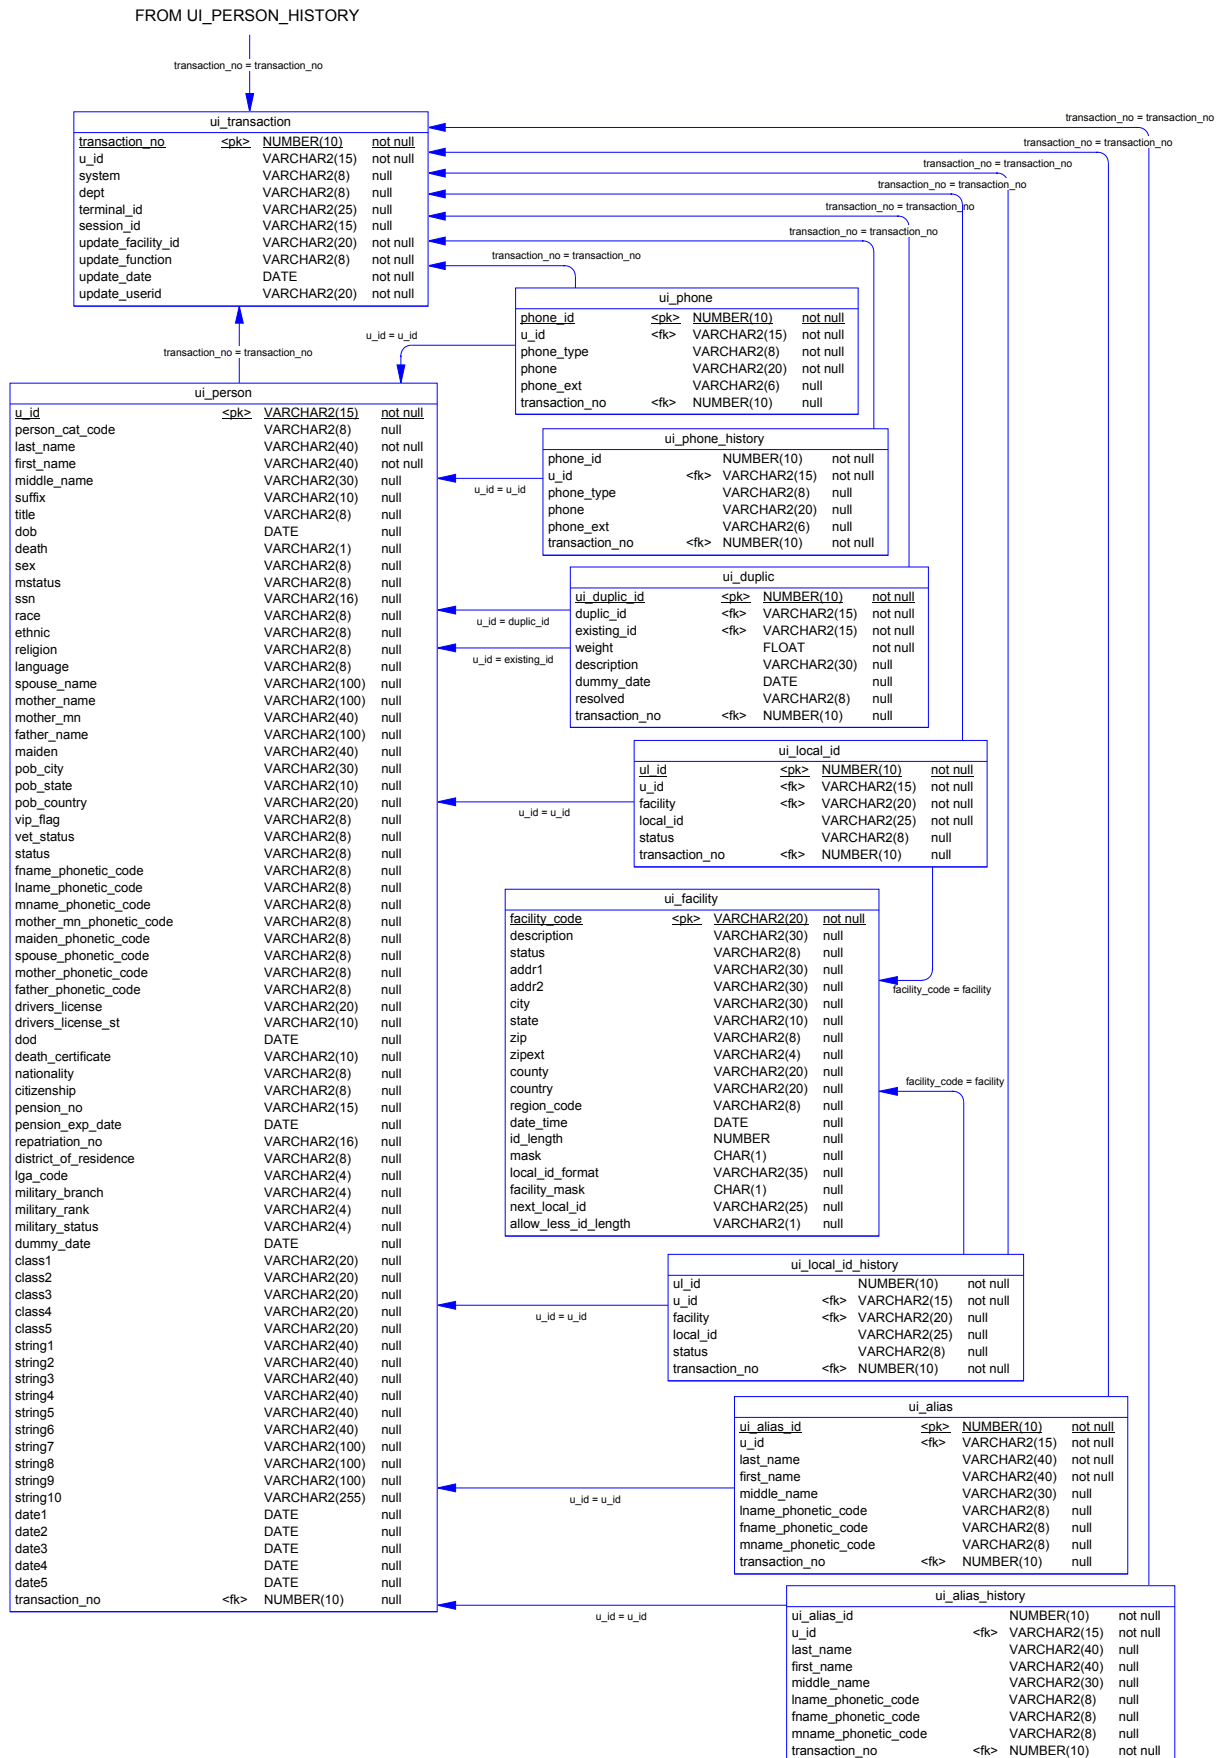 FROM UI_PERSON_HISTORY
transaction_no = transaction_no
ui_transaction
transaction_no <pk> NUMBER(10) not null
u_id VARCHAR2(15) not null
system VARCHAR2(8) null
dept VARCHAR2(8) null
terminal_id VARCHAR2(25) null
session_id VARCHAR2(15) null
update_facility_id VARCHAR2(20) not null
update_function VARCHAR2(8) not null
update_date DATE not null
update_userid VARCHAR2(20) not null
transaction_no = transaction_no
transaction_no = transaction_no
transaction_no = transaction_no
transaction_no = transaction_no
transaction_no = transaction_no
transaction_no = transaction_no
transaction_no = transaction_no
transaction_no = transaction_no
u_id = u_id
ui_phone
phone_id <pk> NUMBER(10) not null
u_id <fk> VARCHAR2(15) not null
phone_type VARCHAR2(8) not null
phone VARCHAR2(20) not null
phone_ext VARCHAR2(6) null
transaction_no <fk> NUMBER(10) null
ui_person
u_id <pk> VARCHAR2(15) not null
person_cat_code VARCHAR2(8) null
last_name VARCHAR2(40) not null
first_name VARCHAR2(40) not null
middle_name VARCHAR2(30) null
suffix VARCHAR2(10) null
title VARCHAR2(8) null
dob DATE null
death VARCHAR2(1) null
sex VARCHAR2(8) null
mstatus VARCHAR2(8) null
ssn VARCHAR2(16) null
race VARCHAR2(8) null
ethnic VARCHAR2(8) null
religion VARCHAR2(8) null
language VARCHAR2(8) null
spouse_name VARCHAR2(100) null
mother_name VARCHAR2(100) null
mother_mn VARCHAR2(40) null
father_name VARCHAR2(100) null
maiden VARCHAR2(40) null
pob_city VARCHAR2(30) null
pob_state VARCHAR2(10) null
pob_country VARCHAR2(20) null
vip_flag VARCHAR2(8) null
vet_status VARCHAR2(8) null
status VARCHAR2(8) null
fname_phonetic_code VARCHAR2(8) null
lname_phonetic_code VARCHAR2(8) null
mname_phonetic_code VARCHAR2(8) null
mother_mn_phonetic_code VARCHAR2(8) null
maiden_phonetic_code VARCHAR2(8) null
spouse_phonetic_code VARCHAR2(8) null
mother_phonetic_code VARCHAR2(8) null
father_phonetic_code VARCHAR2(8) null
drivers_license VARCHAR2(20) null
drivers_license_st VARCHAR2(10) null
dod DATE null
death_certificate VARCHAR2(10) null
nationality VARCHAR2(8) null
citizenship VARCHAR2(8) null
pension_no VARCHAR2(15) null
pension_exp_date DATE null
repatriation_no VARCHAR2(16) null
district_of_residence VARCHAR2(8) null
lga_code VARCHAR2(4) null
military_branch VARCHAR2(4) null
military_rank VARCHAR2(4) null
military_status VARCHAR2(4) null
dummy_date DATE null
class1 VARCHAR2(20) null
class2 VARCHAR2(20) null
class3 VARCHAR2(20) null
class4 VARCHAR2(20) null
class5 VARCHAR2(20) null
string1 VARCHAR2(40) null
string2 VARCHAR2(40) null
string3 VARCHAR2(40) null
string4 VARCHAR2(40) null
string5 VARCHAR2(40) null
string6 VARCHAR2(40) null
string7 VARCHAR2(100) null
string8 VARCHAR2(100) null
string9 VARCHAR2(100) null
string10 VARCHAR2(255) null
date1 DATE null
date2 DATE null
date3 DATE null
date4 DATE null
date5 DATE null
transaction_no <fk> NUMBER(10) null
u_id = u_id
ui_phone_history
phone_id NUMBER(10) not null
u_id <fk> VARCHAR2(15) not null
phone_type VARCHAR2(8) null
phone VARCHAR2(20) null
phone_ext VARCHAR2(6) null
transaction_no <fk> NUMBER(10) not null
u_id = duplic_id
u_id = existing_id
ui_duplic
ui_duplic_id <pk> NUMBER(10) not null
duplic_id <fk> VARCHAR2(15) not null
existing_id <fk> VARCHAR2(15) not null
weight FLOAT not null
description VARCHAR2(30) null
dummy_date DATE null
resolved VARCHAR2(8) null
transaction_no <fk> NUMBER(10) null
u_id = u_id
ui_local_id
ul_id <pk> NUMBER(10) not null
u_id <fk> VARCHAR2(15) not null
facility <fk> VARCHAR2(20) not null
local_id VARCHAR2(25) not null
status VARCHAR2(8) null
transaction_no <fk> NUMBER(10) null
ui_facility
facility_code <pk> VARCHAR2(20) not null
description VARCHAR2(30) null
status VARCHAR2(8) null
addr1 VARCHAR2(30) null
addr2 VARCHAR2(30) null
city VARCHAR2(30) null
state VARCHAR2(10) null
zip VARCHAR2(8) null
zipext VARCHAR2(4) null
county VARCHAR2(20) null
country VARCHAR2(20) null
region_code VARCHAR2(8) null
date_time DATE null
id_length NUMBER null
mask CHAR(1) null
local_id_format VARCHAR2(35) null
facility_mask CHAR(1) null
next_local_id VARCHAR2(25) null
allow_less_id_length VARCHAR2(1) null
facility_code = facility
facility_code = facility
u_id = u_id
ui_local_id_history
ul_id NUMBER(10) not null
u_id <fk> VARCHAR2(15) not null
facility <fk> VARCHAR2(20) null
local_id VARCHAR2(25) null
status VARCHAR2(8) null
transaction_no <fk> NUMBER(10) not null
u_id = u_id
ui_alias
ui_alias_id <pk> NUMBER(10) not null
u_id <fk> VARCHAR2(15) not null
last_name VARCHAR2(40) not null
first_name VARCHAR2(40) not null
middle_name VARCHAR2(30) null
lname_phonetic_code VARCHAR2(8) null
fname_phonetic_code VARCHAR2(8) null
mname_phonetic_code VARCHAR2(8) null
transaction_no <fk> NUMBER(10) null
u_id = u_id
ui_alias_history
ui_alias_id NUMBER(10) not null
u_id <fk> VARCHAR2(15) not null
last_name VARCHAR2(40) null
first_name VARCHAR2(40) null
middle_name VARCHAR2(30) null
lname_phonetic_code VARCHAR2(8) null
fname_phonetic_code VARCHAR2(8) null
mname_phonetic_code VARCHAR2(8) null
transaction_no <fk> NUMBER(10) not null